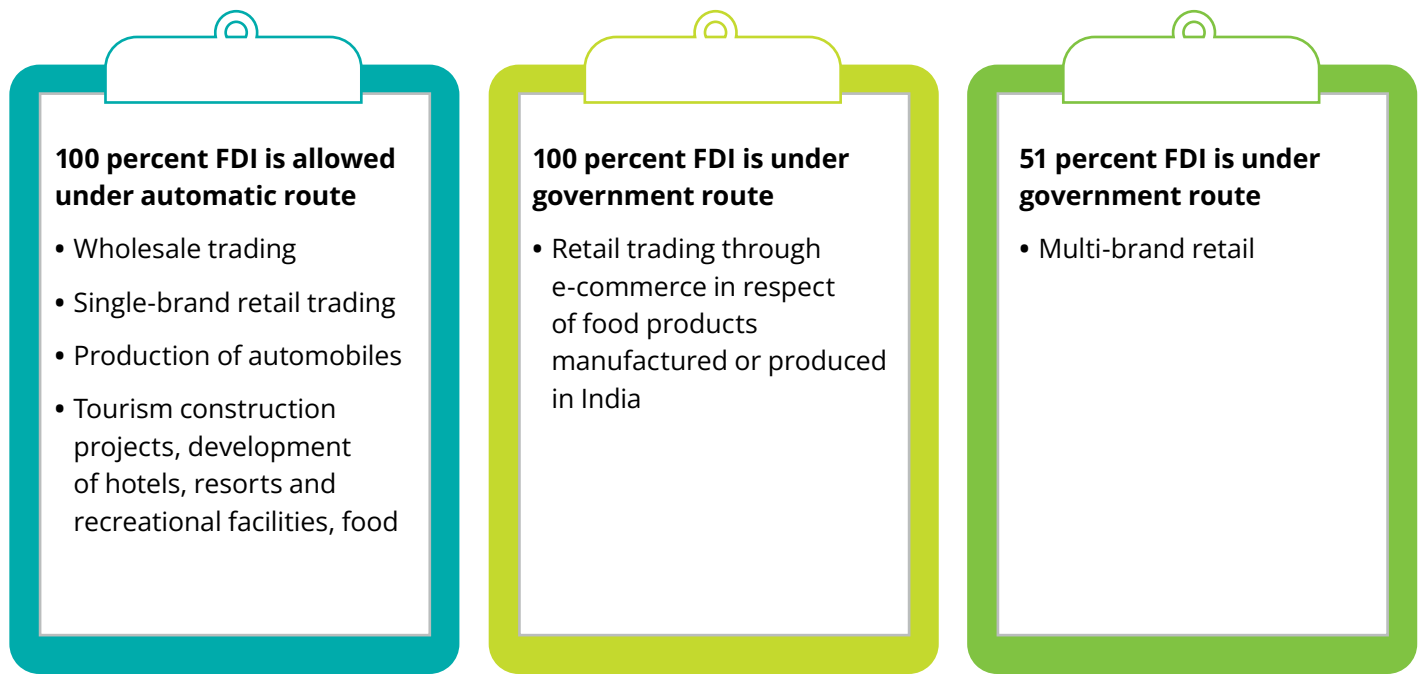 100 percent FDI is allowed
under automatic route
• Wholesale trading
• Single-brand retail trading
• Production of automobiles
• Tourism construction
projects, development
of hotels, resorts and
recreational facilities, food
100 percent FDI is under
government route
• Retail trading through
e-commerce in respect
of food products
manufactured or produced
in India
51 percent FDI is under
government route
• Multi-brand retail